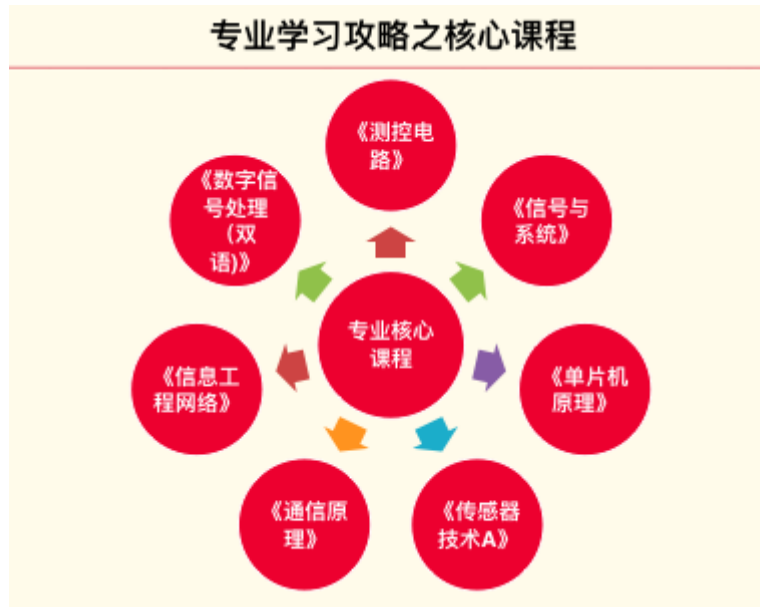 专业学习攻略之核心课程
《测控电
路》
《信号与
系统》
《单片机
原理》
《传感器
技术A》
《通信原
理》
《信息工
程网络》
《数字信
号处理
（双
语)》
专业核心
课程